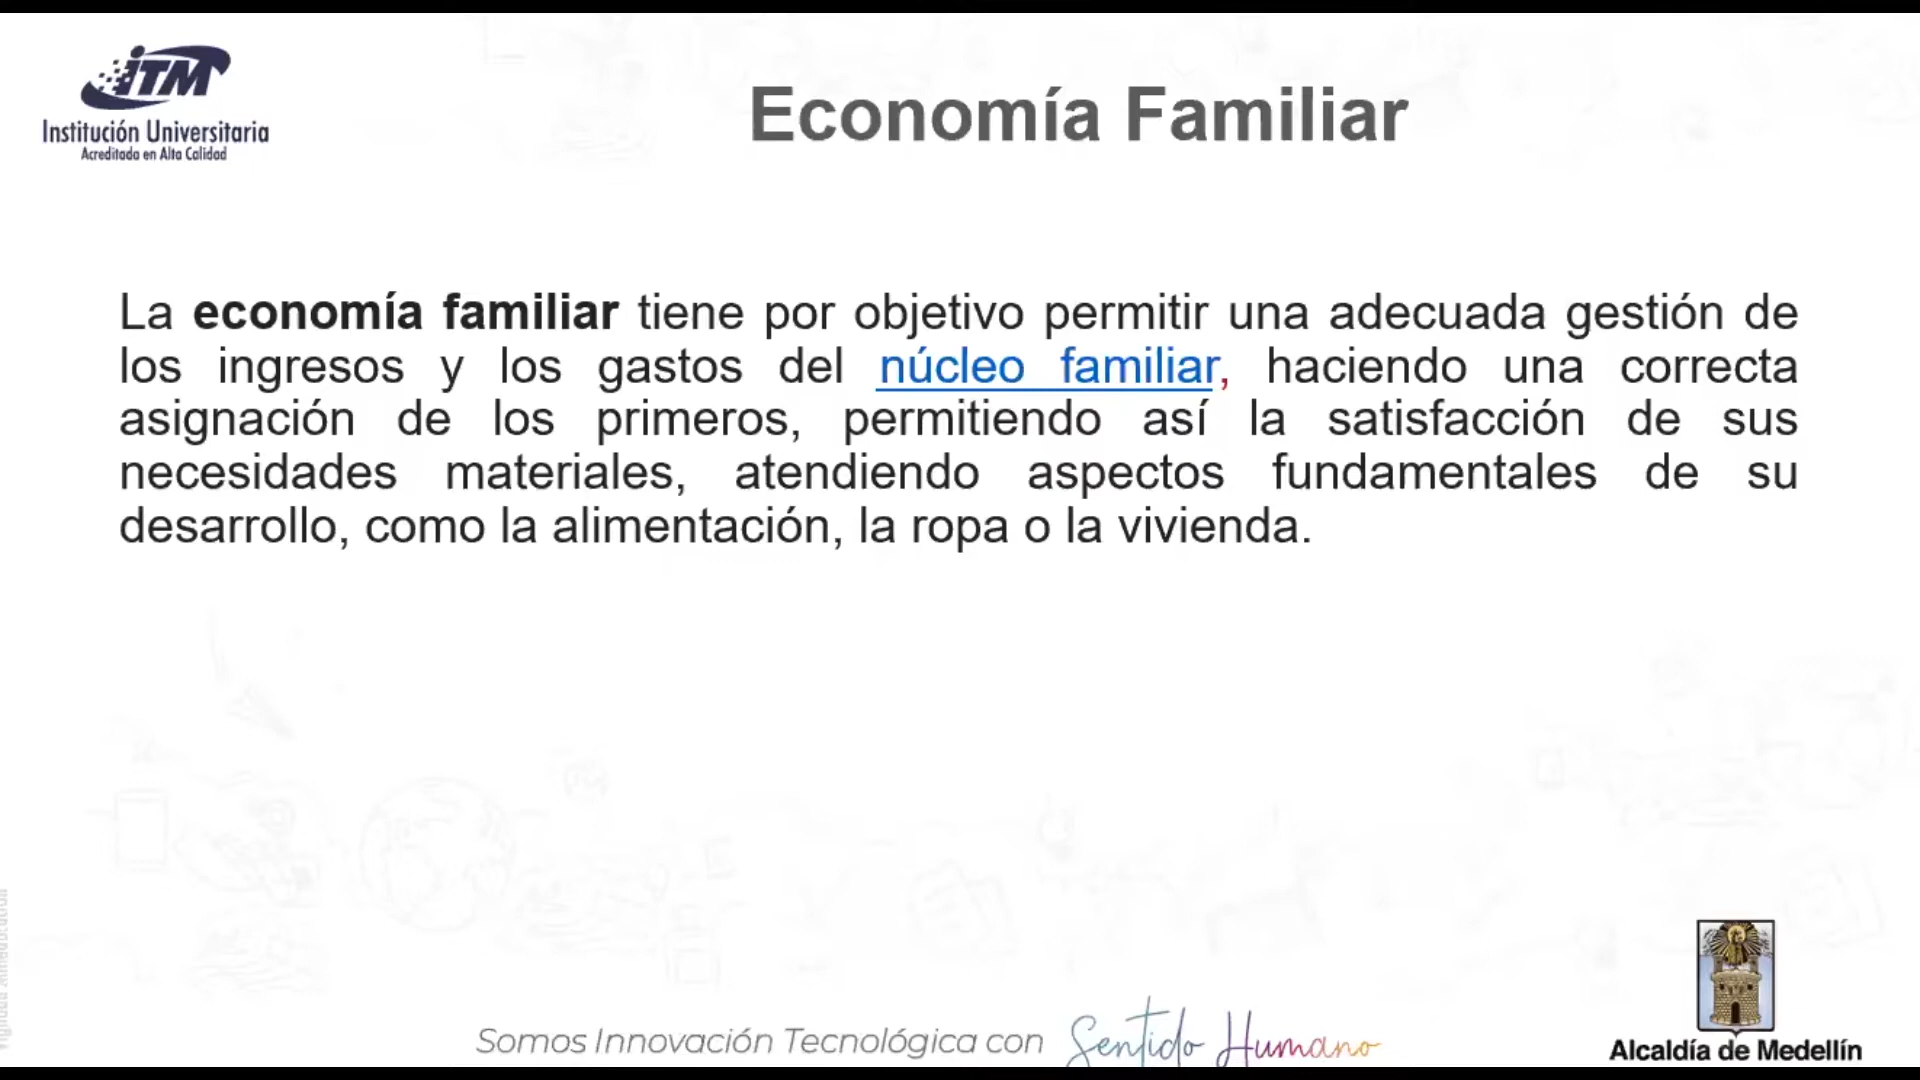 iTM
Institución Universitaria
Acreditada en Alta Calidad
Economía Familiar
La economía familiar tiene por objetivo permitir una adecuada gestión de
los ingresos y los gastos del núcleo familiar, haciendo una correcta
asignación de los primeros, permitiendo así la satisfacción de sus
necesidades materiales, atendiendo aspectos fundamentales de su
desarrollo, como la alimentación, la ropa o la vivienda.
Somos Innovación Tecnológica con Sentido Humano
Alcaldía de Medellín